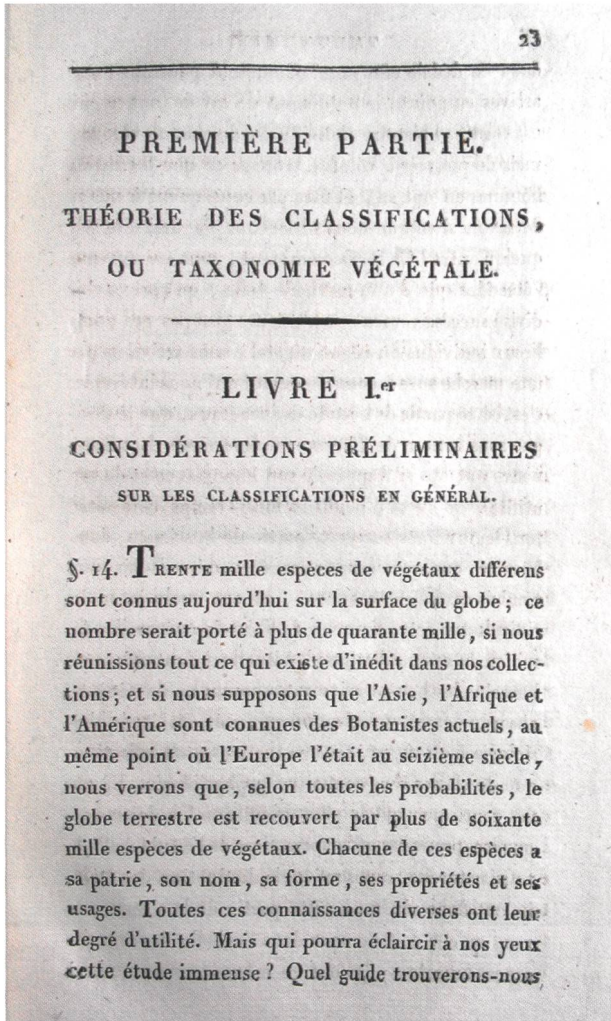 23
PREMIÈRE PARTIE.
THÉORIE DES CLASSIFICATIONS,
OU TAXONOMIE VÉGÉTALE.
LIVRE I.er
CONSIDÉRATIONS PRÉLIMINAIRES
SUR LES CLASSIFICATIONS EN GÉNÉRAL.
§. 14. TRENTE mille espèces de végétaux différens
sont connus aujourd'hui sur la surface du globe ; ce
nombre serait porté à plus de quarante mille, si nous
réunissions tout ce qui existe d'inédit dans nos collec-
tions ; et si nous supposons que l'Asie, l'Afrique et
l'Amérique sont connues des Botanistes actuels, au
même point où l'Europe l'était au seizième siècle,
nous verrons que, selon toutes les probabilités, le
globe terrestre est recouvert par plus de soixante
mille espèces de végétaux. Chacune de ces espèces a
sa patrie, son nom, sa forme, ses propriétés et ses
usages. Toutes ces connaissances diverses ont leur
degré d'utilité. Mais qui pourra éclaircir à nos yeux
cette étude immeuse ? Quel guide trouverons-nous